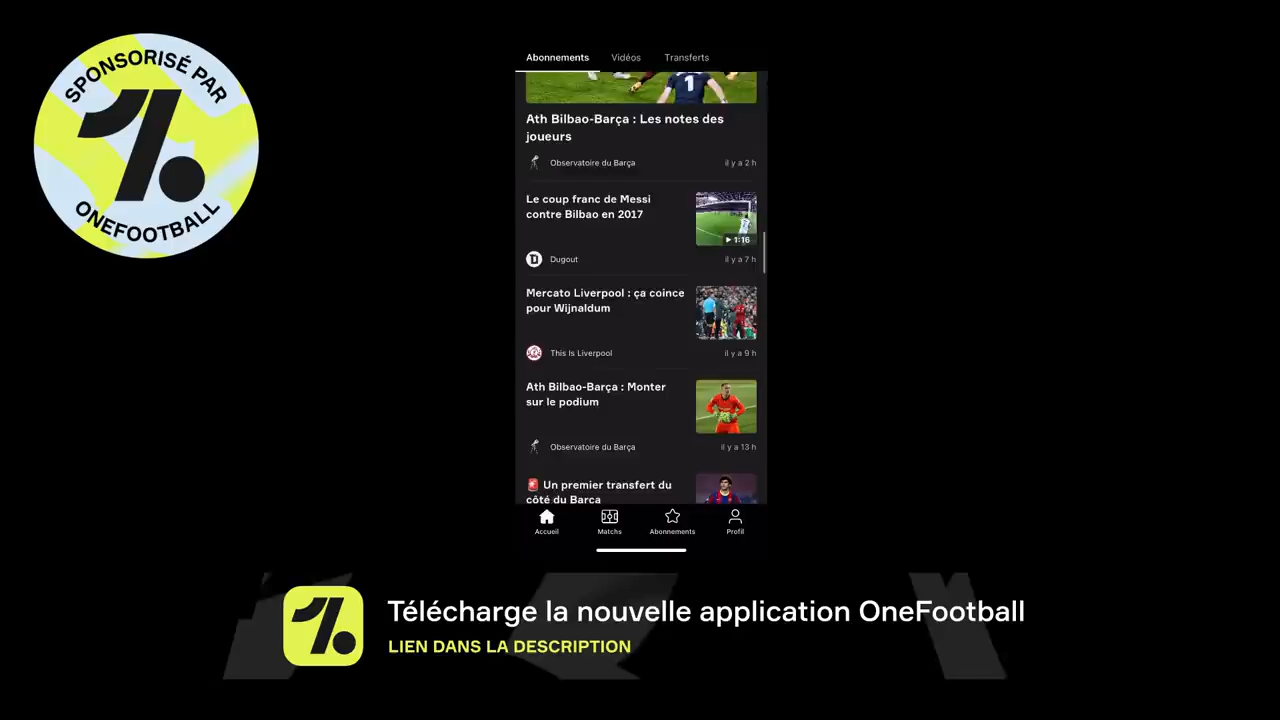 SPONSORISÉ PAR
ONEFOOTBALL
Abonnements Vidéos Transferts
1
Ath Bilbao-Barça : Les notes des
joueurs
Observatoire du Barça il y a 2 h
Le coup franc de Messi
contre Bilbao en 2017
1:16
Dugout il y a 7 h
Mercato Liverpool : ça coince
pour Wijnaldum
This Is Liverpool il y a 9 h
Ath Bilbao-Barça : Monter
sur le podium
Observatoire du Barça il y a 13 h
🚨 Un premier transfert du
côté du Barça
Accueil Matchs Abonnements Profil
Télécharge la nouvelle application OneFootball
LIEN DANS LA DESCRIPTION